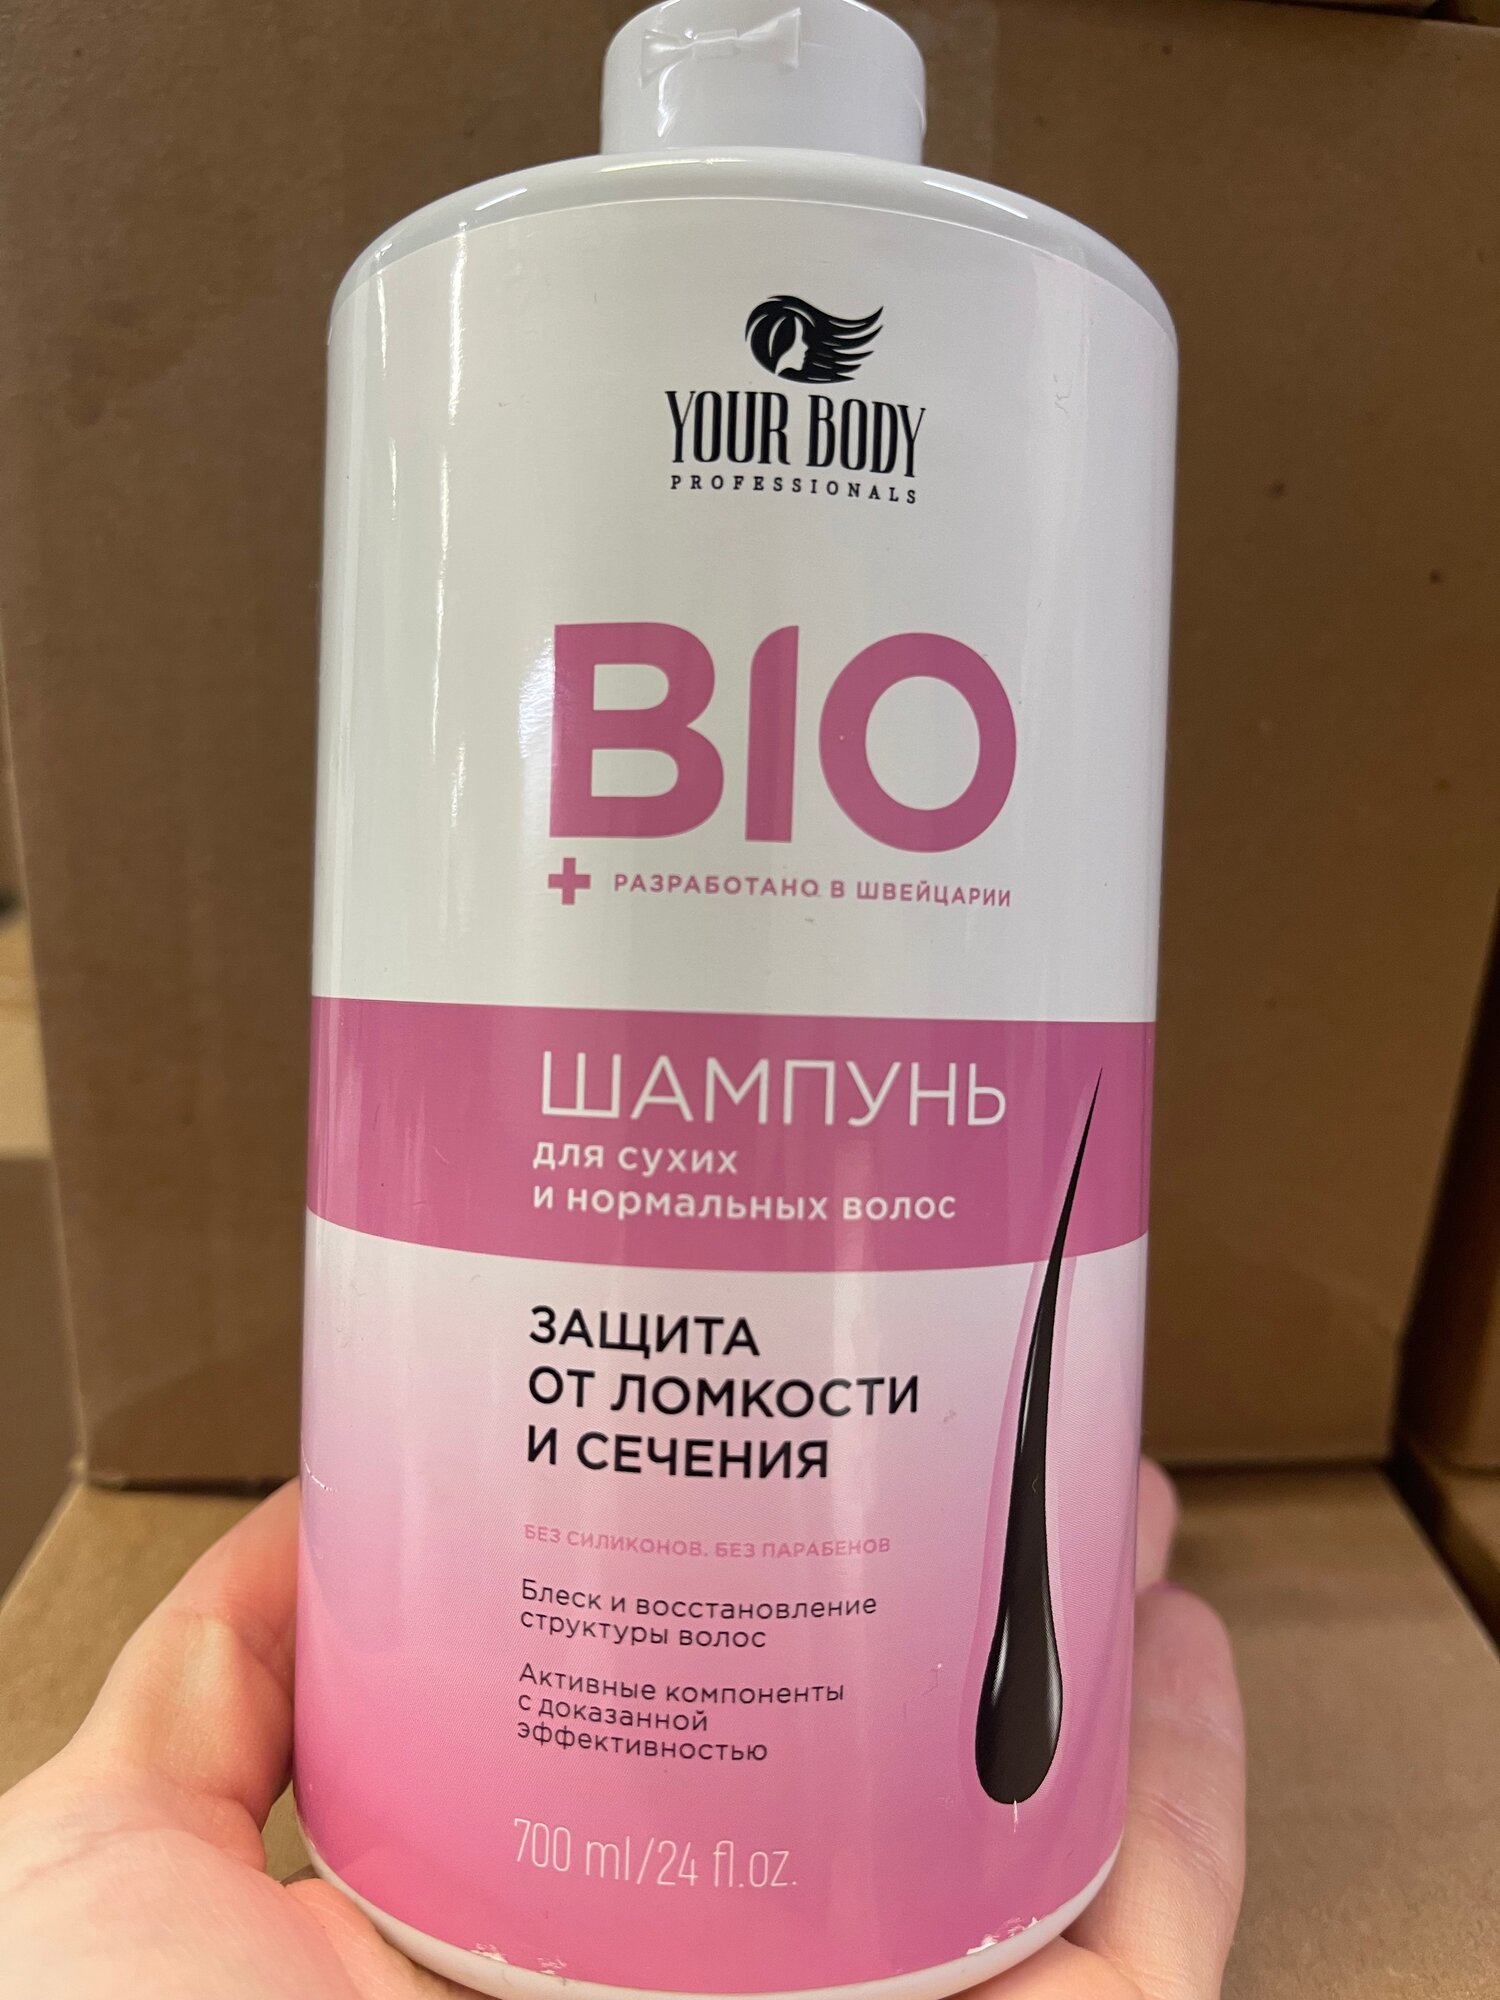 YOUR BODY
PROFESSIONALS
BIO
+ РАЗРАБОТАНО В ШВЕЙЦАРИИ
ШАМПУНЬ
для сухих
и нормальных волос
ЗАЩИТА
ОТ ЛОМКОСТИ
И СЕЧЕНИЯ
БЕЗ СИЛИКОНОВ. БЕЗ ПАРАБЕНОВ
Блеск и восстановление
структуры волос
Активные компоненты
с доказанной
эффективностью
700 ml/24 fl.oz.